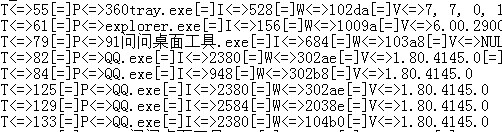 T<=>55[=]P<=>360tray.exe[=]I<=>528[=]W<=>102da[=]V<=>7, 7, 0, 1
T<=>61[=]P<=>explorer.exe[=]I<=>156[=]W<=>1009a[=]V<=>6.00.2900
T<=>79[=]P<=>91问问桌面工具.exe[=]I<=>684[=]W<=>103a8[=]V<=>NUL
T<=>82[=]P<=>QQ.exe[=]I<=>2380[=]W<=>302ae[=]V<=>1.80.4145.0[=]
T<=>84[=]P<=>QQ.exe[=]I<=>948[=]W<=>302b8[=]V<=>1.80.4145.0
T<=>125[=]P<=>QQ.exe[=]I<=>2380[=]W<=>302ae[=]V<=>1.80.4145.0
T<=>129[=]P<=>QQ.exe[=]I<=>2584[=]W<=>2038e[=]V<=>1.80.4145.0
T<=>133[=]P<=>QQ.exe[=]I<=>2380[=]W<=>104b0[=]V<=>1.80.4145.0